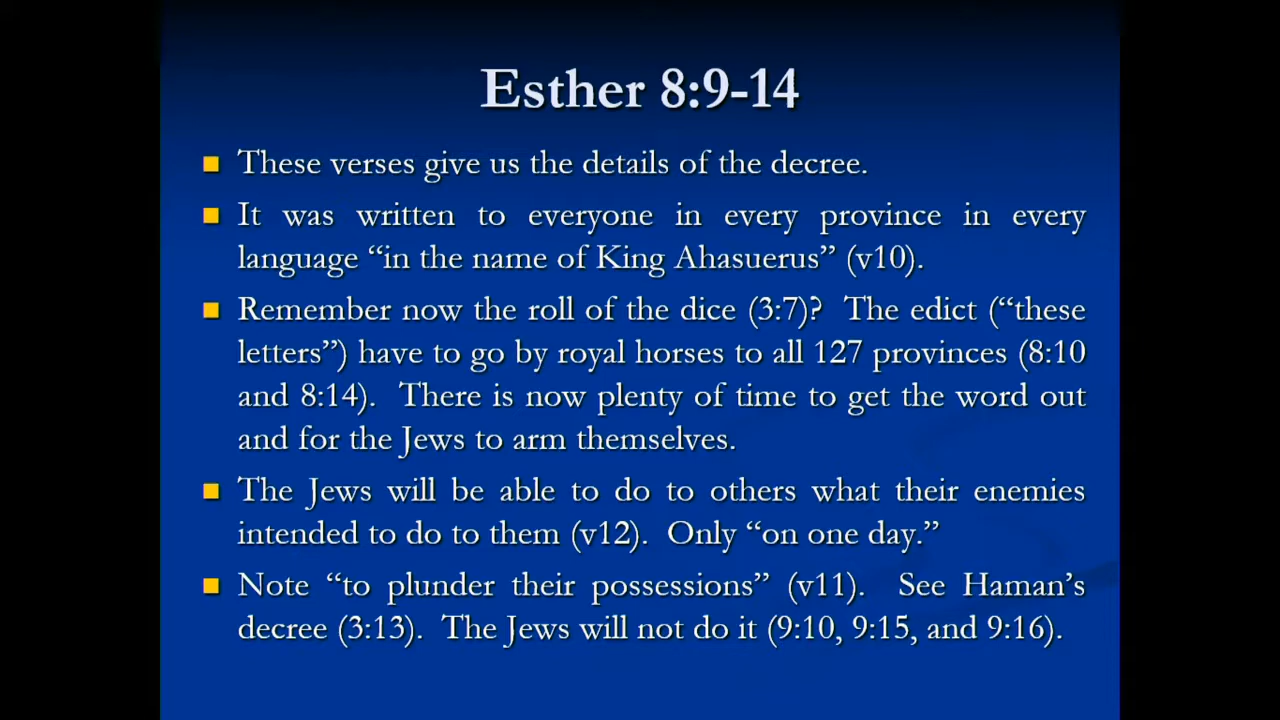 Esther 8:9-14
These verses give us the details of the decree.
It was written to everyone in every province in every
language “in the name of King Ahasuerus” (v10).
Remember now the roll of the dice (3:7)? The edict (“these
letters”) have to go by royal horses to all 127 provinces (8:10
and 8:14). There is now plenty of time to get the word out
and for the Jews to arm themselves.
The Jews will be able to do to others what their enemies
intended to do to them (v12). Only “on one day.”
Note “to plunder their possessions” (v11). See Haman’s
decree (3:13). The Jews will not do it (9:10, 9:15, and 9:16).